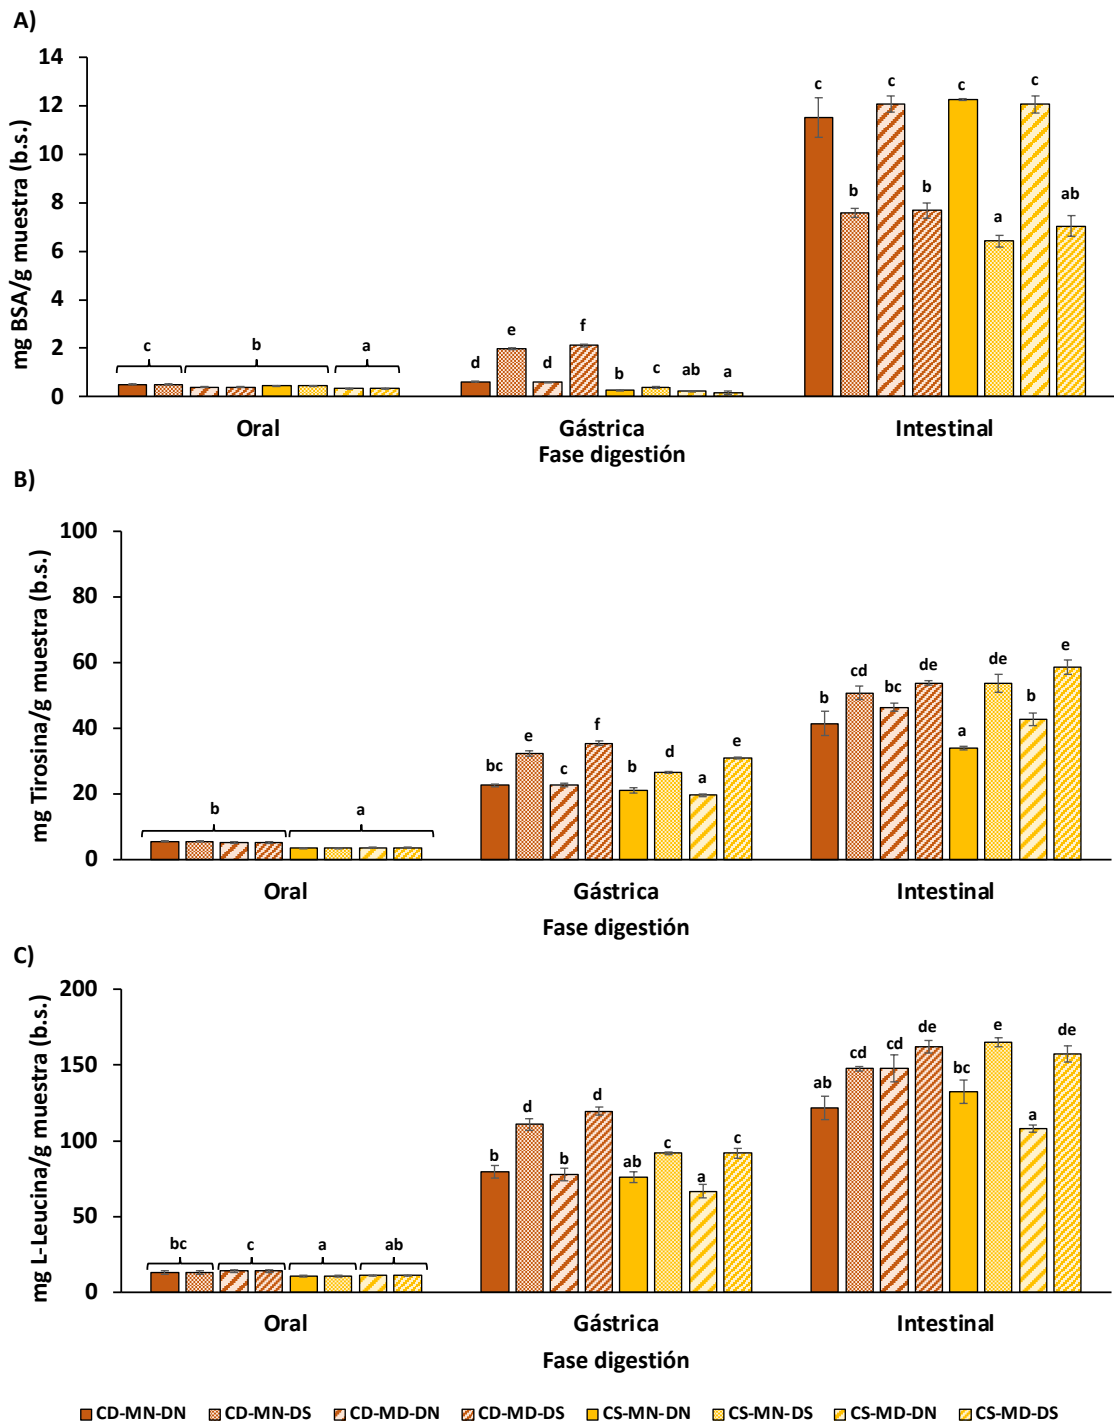 A)
mg BSA/g muestra (b.s.)
14
12
10
8
6
4
2
0
c b a
d e d f b c ab a
c b c b c a c ab
Oral Gástrica Intestinal
Fase digestión
B)
mg Tirosina/g muestra (b.s.)
100
80
60
40
20
0
b a
bc e c f b d a e
b cd bc de a de b e
Oral Gástrica Intestinal
Fase digestión
C)
mg L-Leucina/g muestra (b.s.)
200
150
100
50
0
bc c a ab
b d b d ab c a c
ab cd cd de bc e a de
Oral Gástrica Intestinal
Fase digestión
CD-MN-DN CD-MN-DS CD-MD-DN CD-MD-DS CS-MN-DN CS-MN-DS CS-MD-DN CS-MD-DS